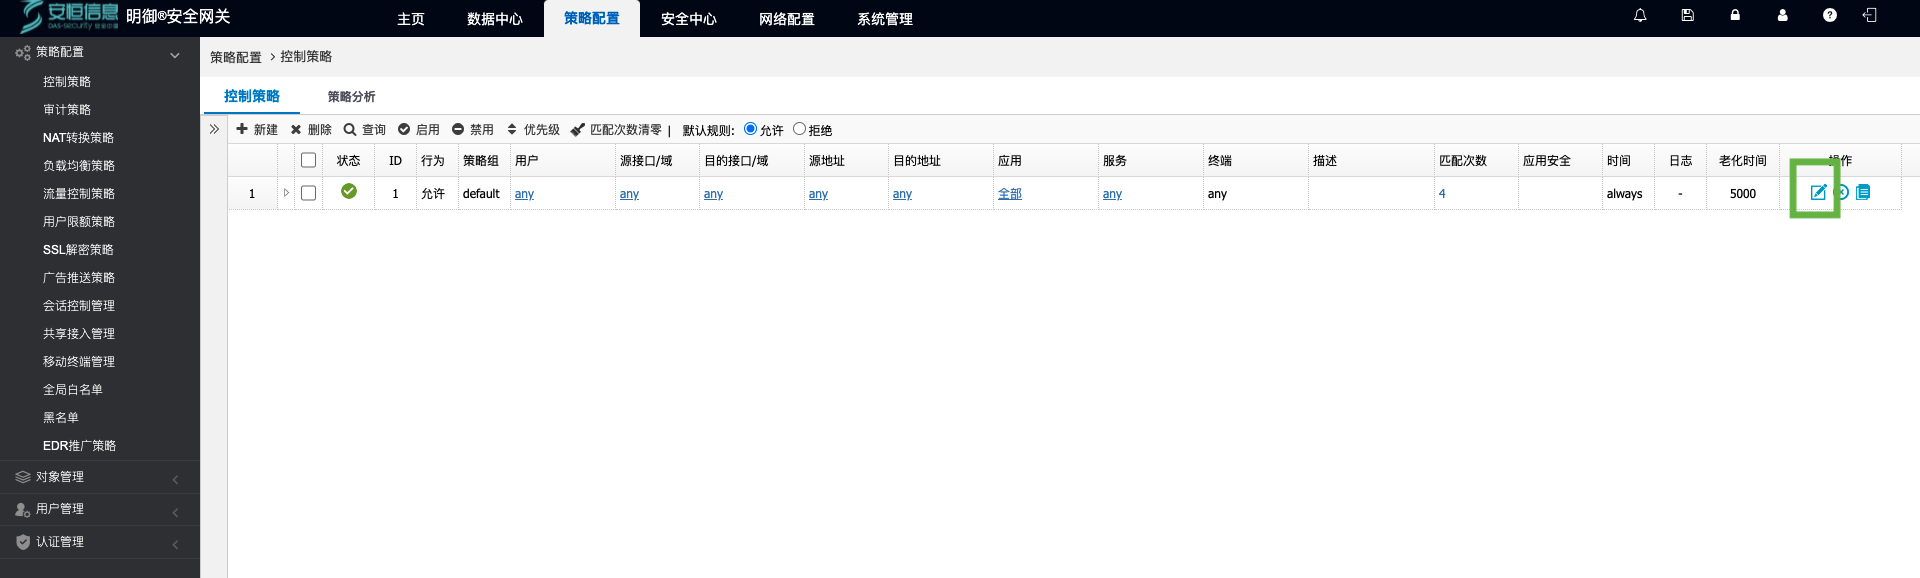 安恒信息 明御®安全网关 主页 数据中心 策略配置 安全中心 网络配置 系统管理
DAS-Security 安全中国
策略配置
控制策略
审计策略
NAT转换策略
负载均衡策略
流量控制策略
用户限额策略
SSL解密策略
广告推送策略
会话控制管理
共享接入管理
移动终端管理
全局白名单
黑名单
EDR推广策略
对象管理
用户管理
认证管理
策略配置 > 控制策略
控制策略 策略分析
新建 删除 查询 启用 禁用 优先级 匹配次数清零 | 默认规则: 允许 拒绝
状态 ID 行为 策略组 用户 源接口/域 目的接口/域 源地址 目的地址 应用 服务 终端 描述 匹配次数 应用安全 时间 日志 老化时间 操作
1 1 允许 default any any any any any 全部 any any 4 always - 5000